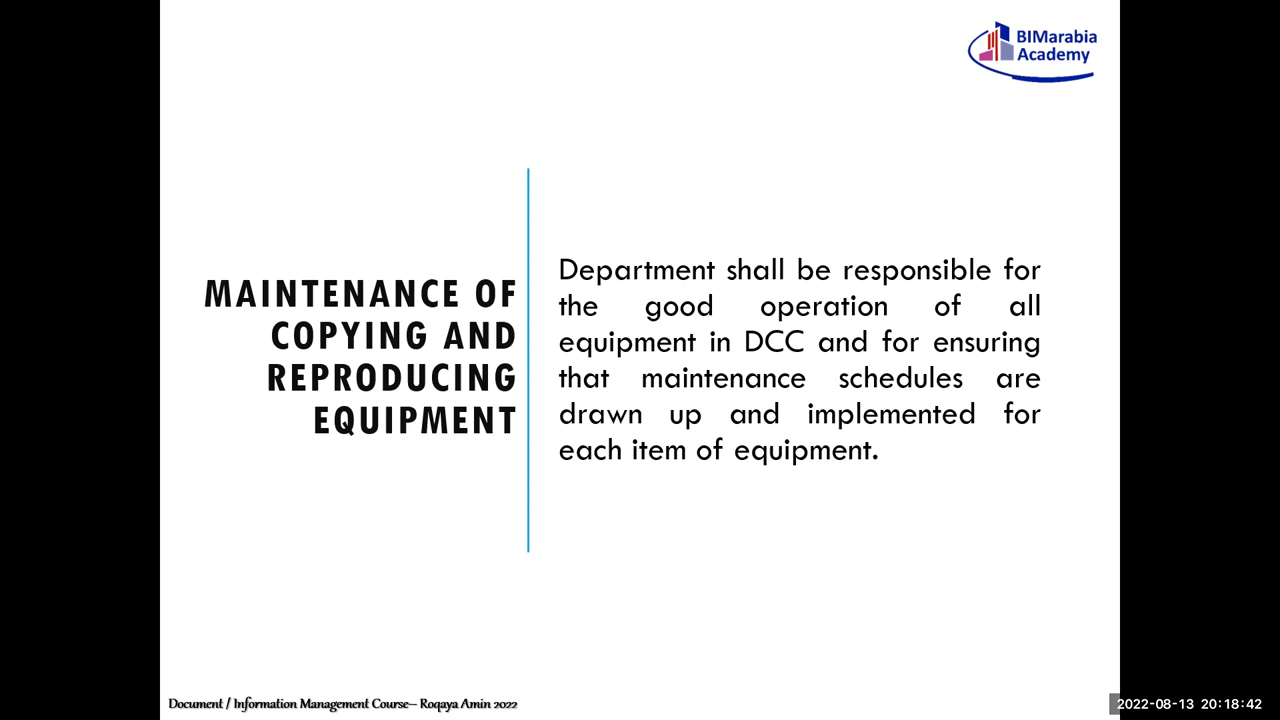 BIMarabia
Academy
MAINTENANCE OF
COPYING AND
REPRODUCING
EQUIPMENT
Department shall be responsible for
the good operation of all
equipment in DCC and for ensuring
that maintenance schedules are
drawn up and implemented for
each item of equipment.
Document / Information Management Course– Roqaya Amin 2022
2022-08-13 20:18:42